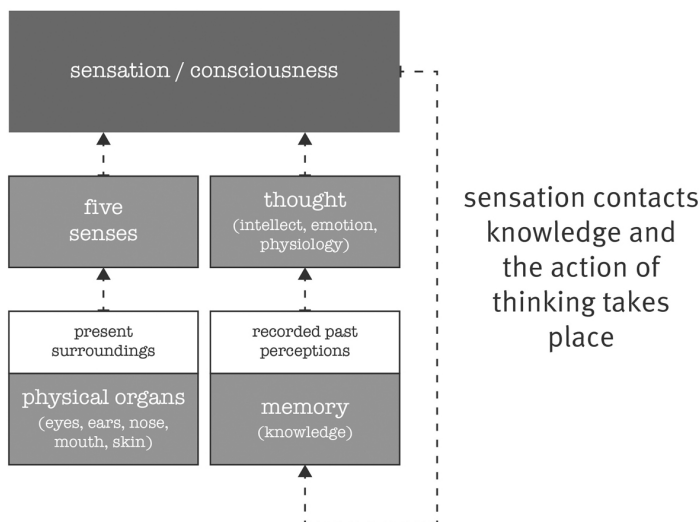 sensation / consciousness
five
senses
thought
(intellect, emotion,
physiology)
present
surroundings
recorded past
perceptions
physical organs
(eyes, ears, nose,
mouth, skin)
memory
(knowledge)
sensation contacts
knowledge and
the action of
thinking takes
place